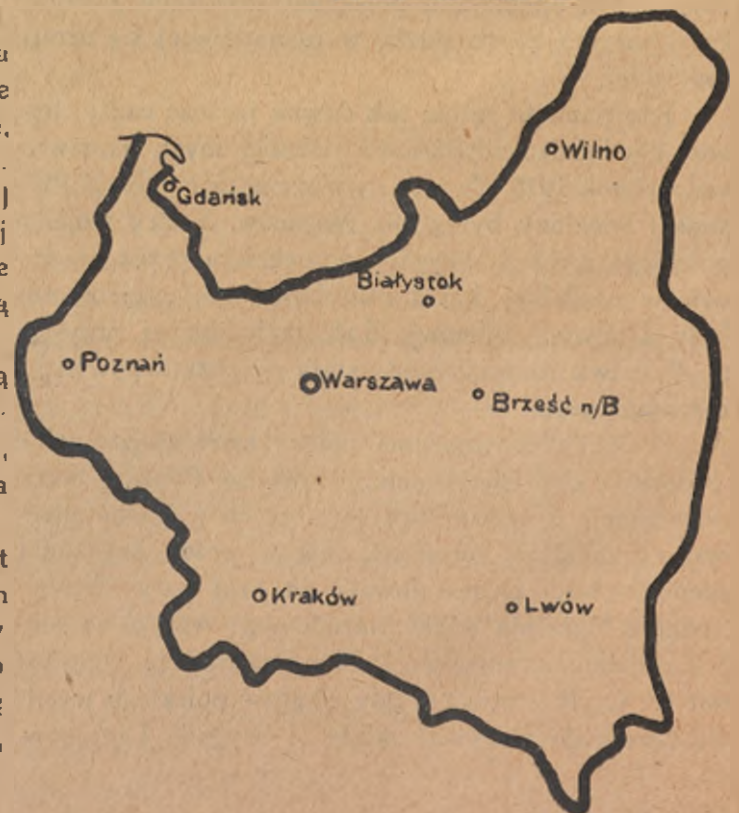 Wilno
Gdańsk
Białystok
Poznań
Warszawa
Brześć n/B
Kraków
Lwów